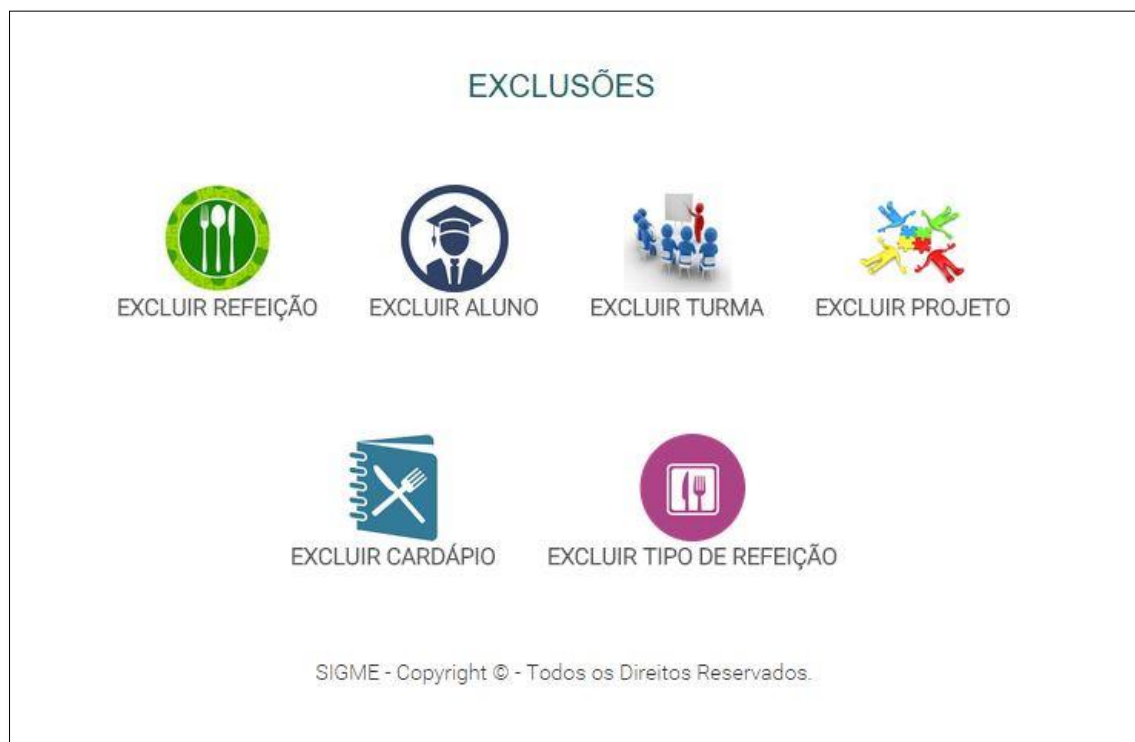 EXCLUSÕES
EXCLUIR REFEIÇÃO EXCLUIR ALUNO EXCLUIR TURMA EXCLUIR PROJETO
EXCLUIR CARDÁPIO EXCLUIR TIPO DE REFEIÇÃO
SIGME - Copyright © - Todos os Direitos Reservados.